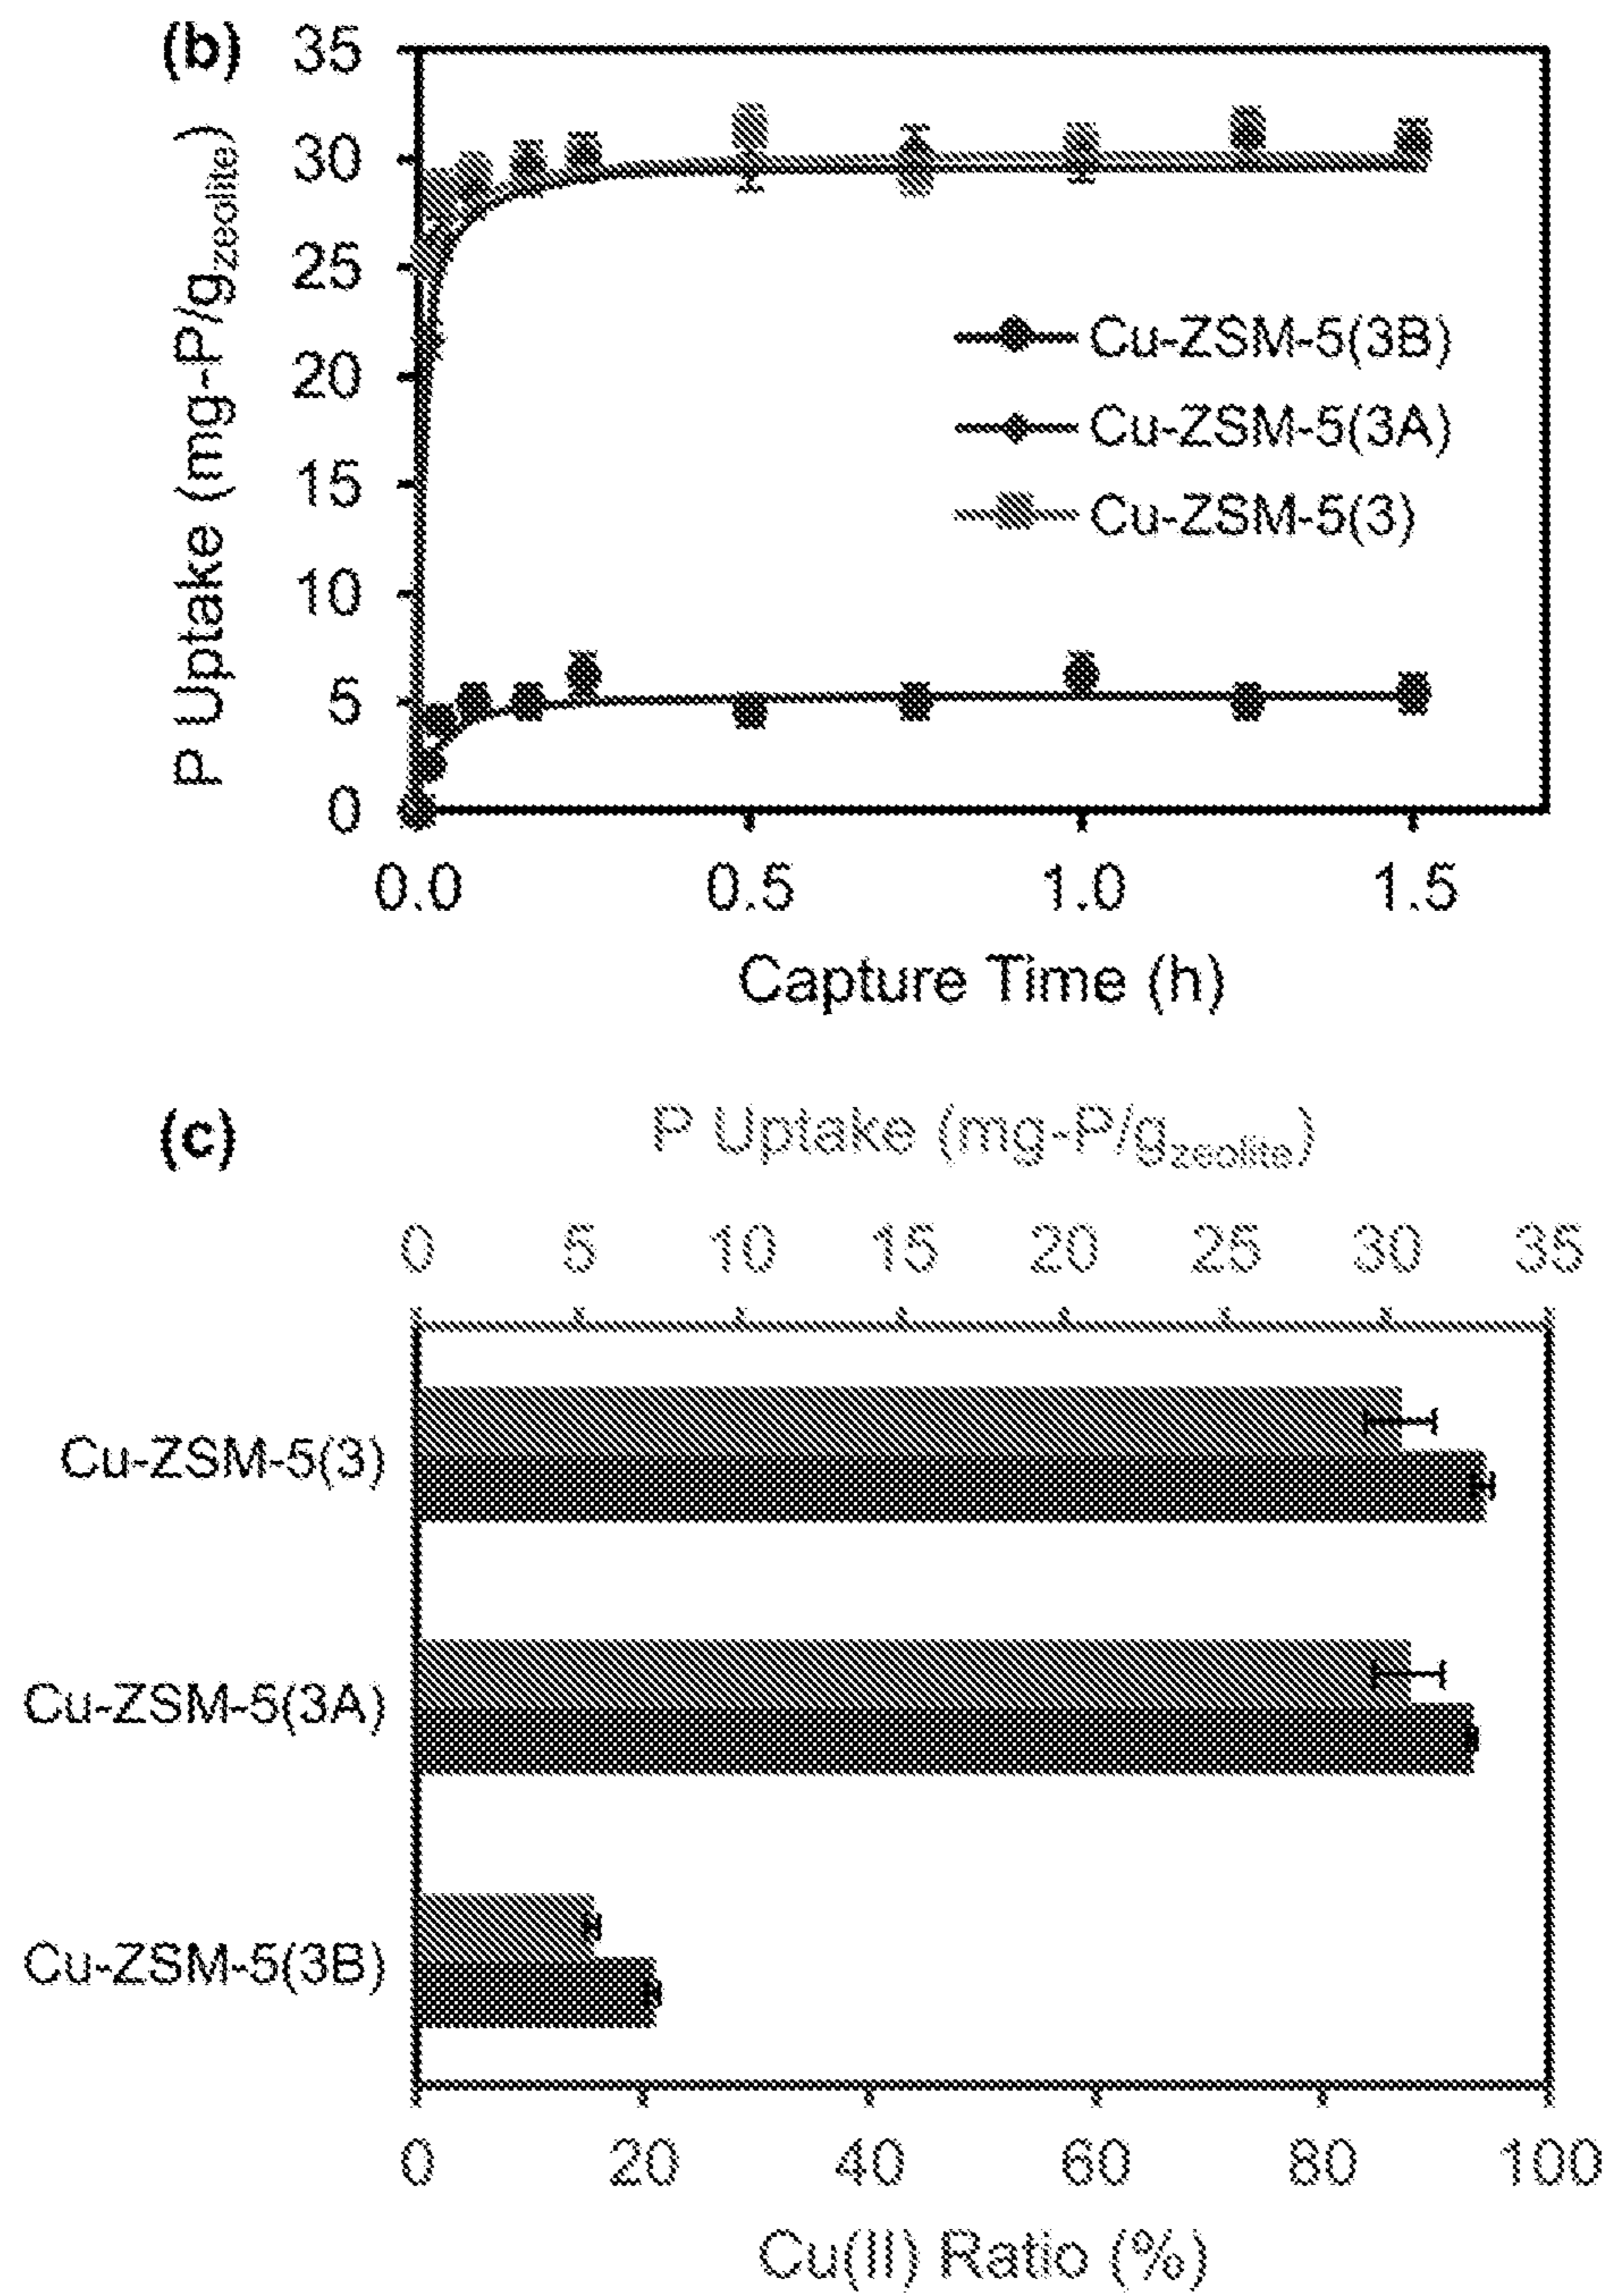 (b)
35
30
25
20
15
10
5
0
P Uptake (mg-P/gzeolite)
Cu-ZSM-5(3B)
Cu-ZSM-5(3A)
Cu-ZSM-5(3)
0.0 0.5 1.0 1.5
Capture Time (h)
(c)
P Uptake (mg-P/gzeolite)
0 5 10 15 20 25 30 35
Cu-ZSM-5(3)
Cu-ZSM-5(3A)
Cu-ZSM-5(3B)
0 20 40 60 80 100
Cu(II) Ratio (%)